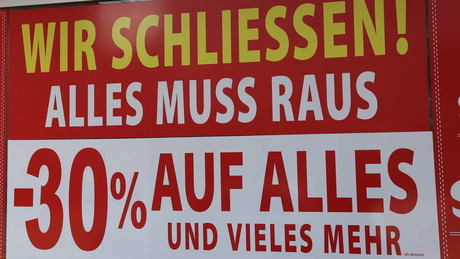 WIR SCHLIESSEN!
ALLES MUSS RAUS
-30% AUF ALLES
UND VIELES MEHR